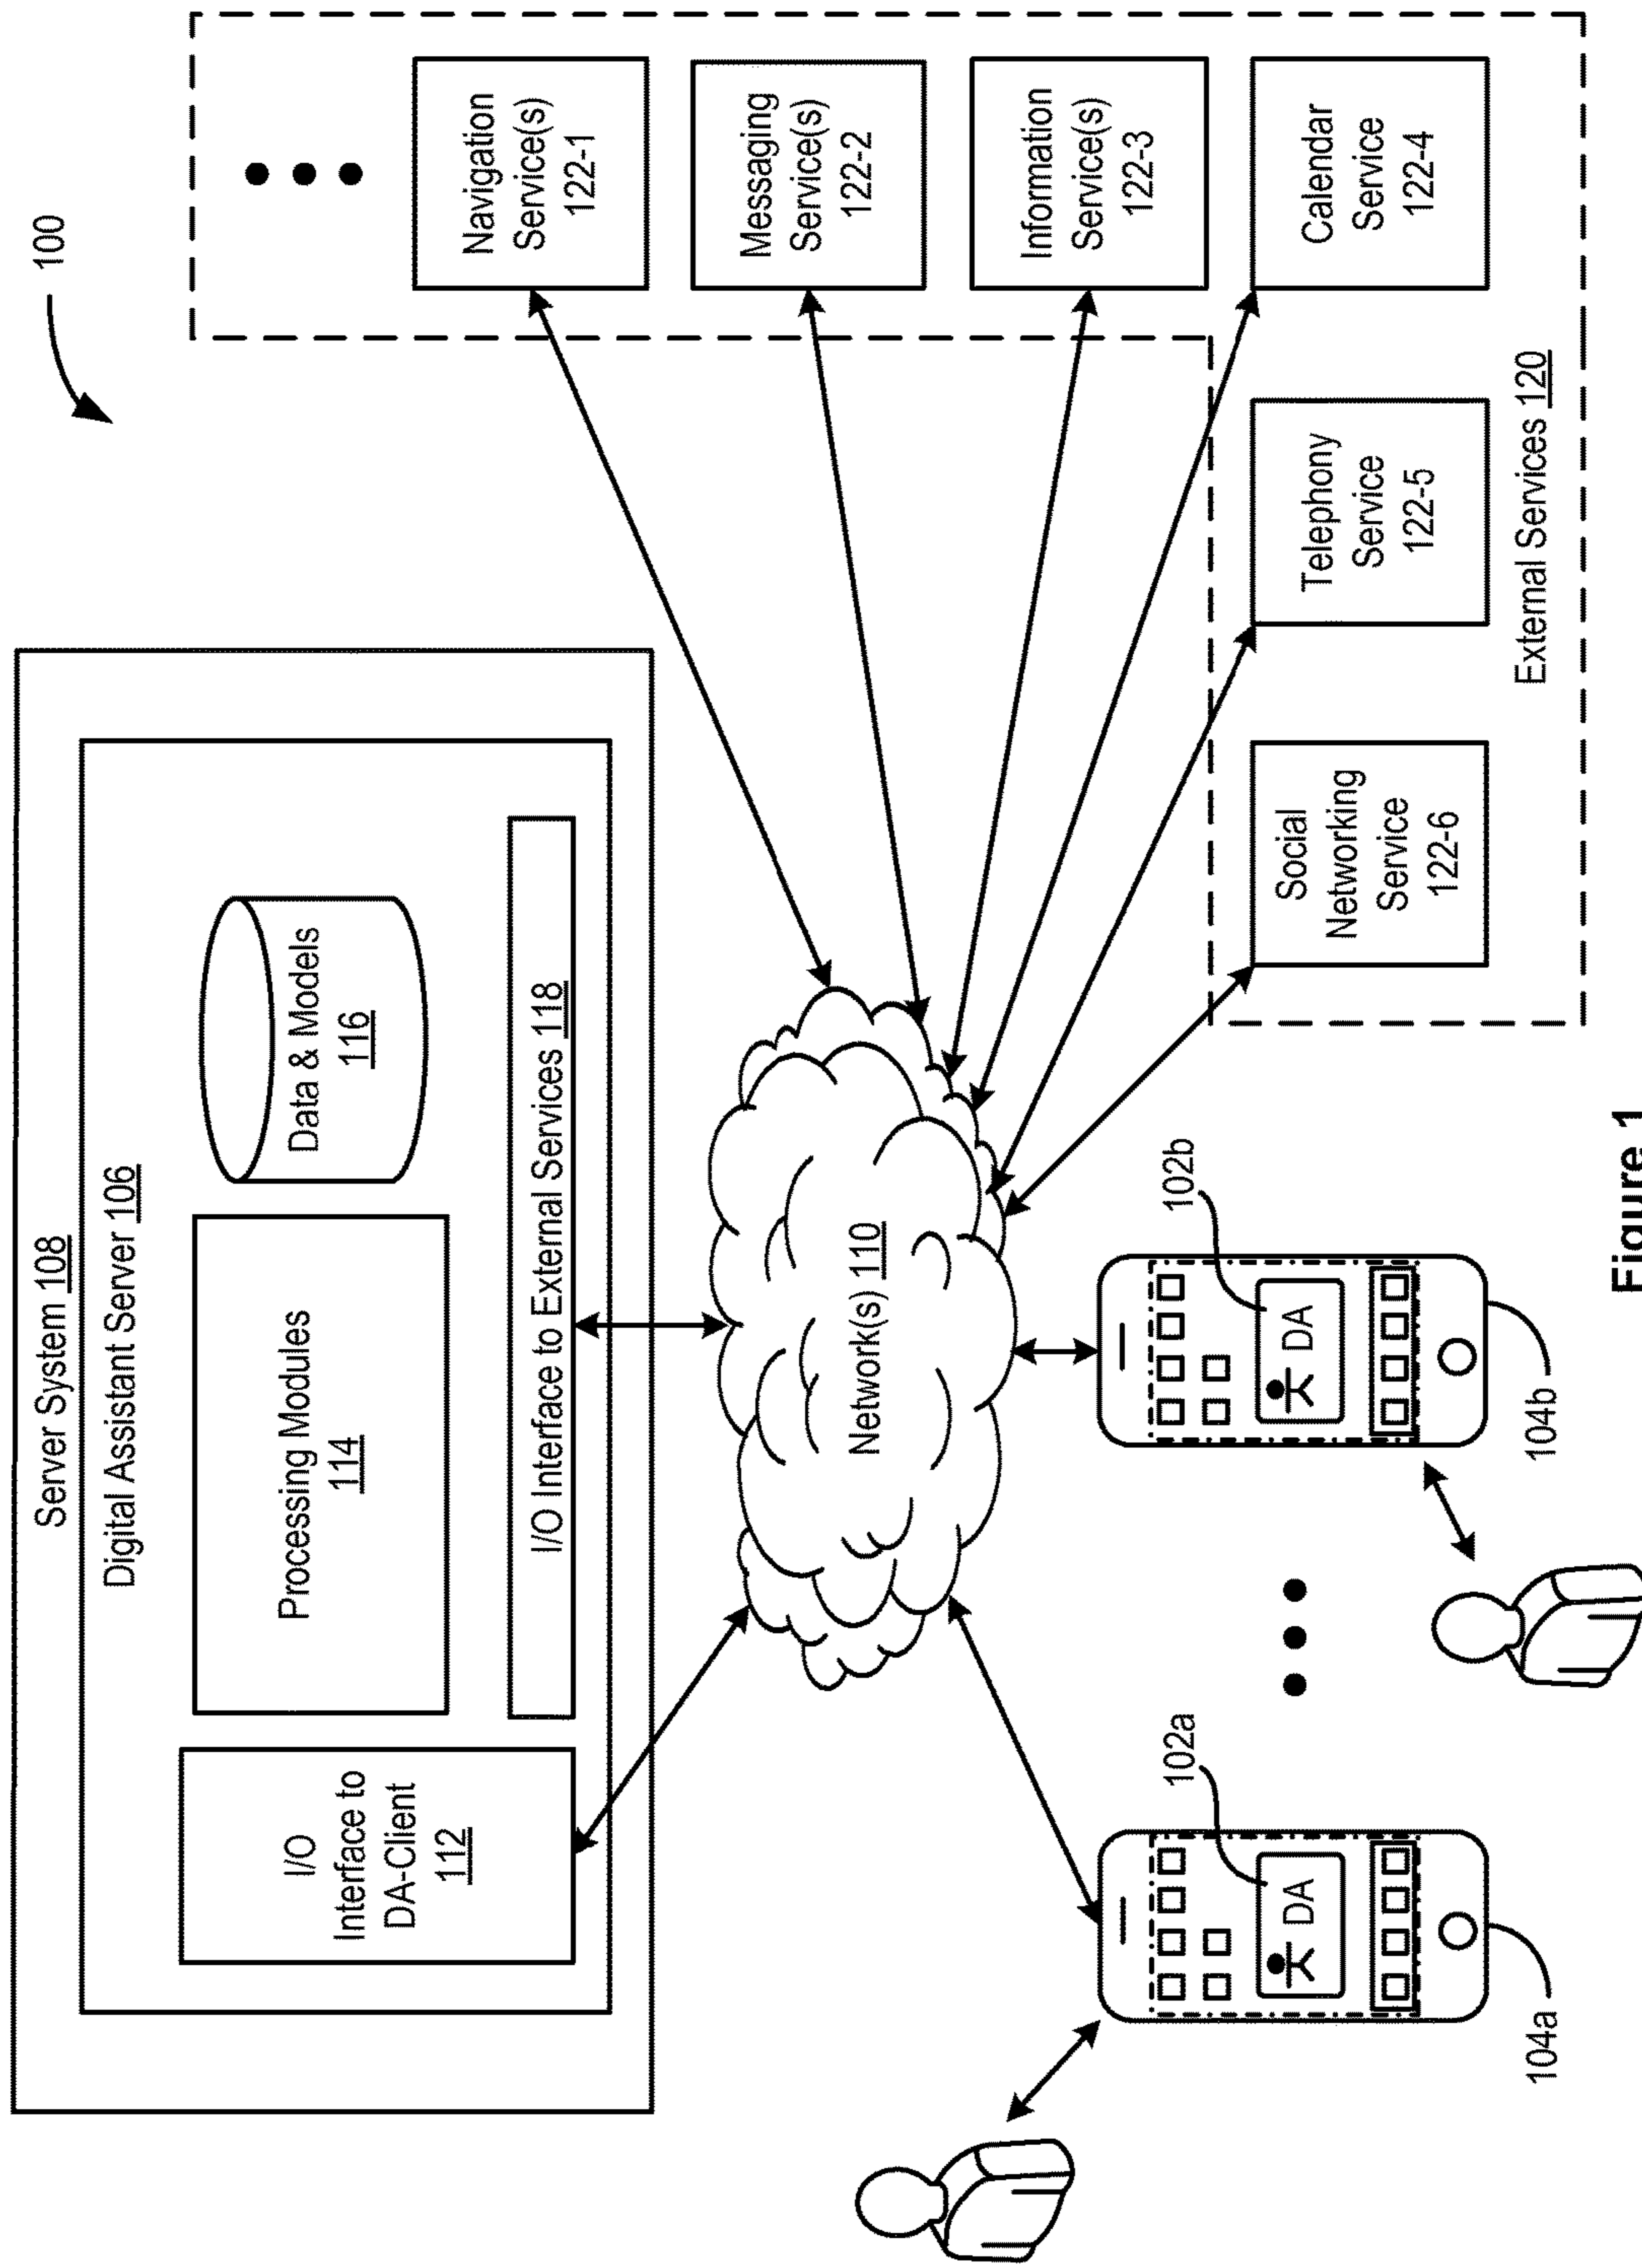 100
Server System 108
Digital Assistant Server 106
I/O
Interface to
DA-Client
112
Processing Modules
114
Data & Models
116
I/O Interface to External Services 118
Network(s) 110
Navigation
Service(s)
122-1
Messaging
Service(s)
122-2
Information
Service(s)
122-3
Calendar
Service
122-4
Telephony
Service
122-5
Social
Networking
Service
122-6
External Services 120
102a
DA
104a
102b
DA
104b
Figure 1